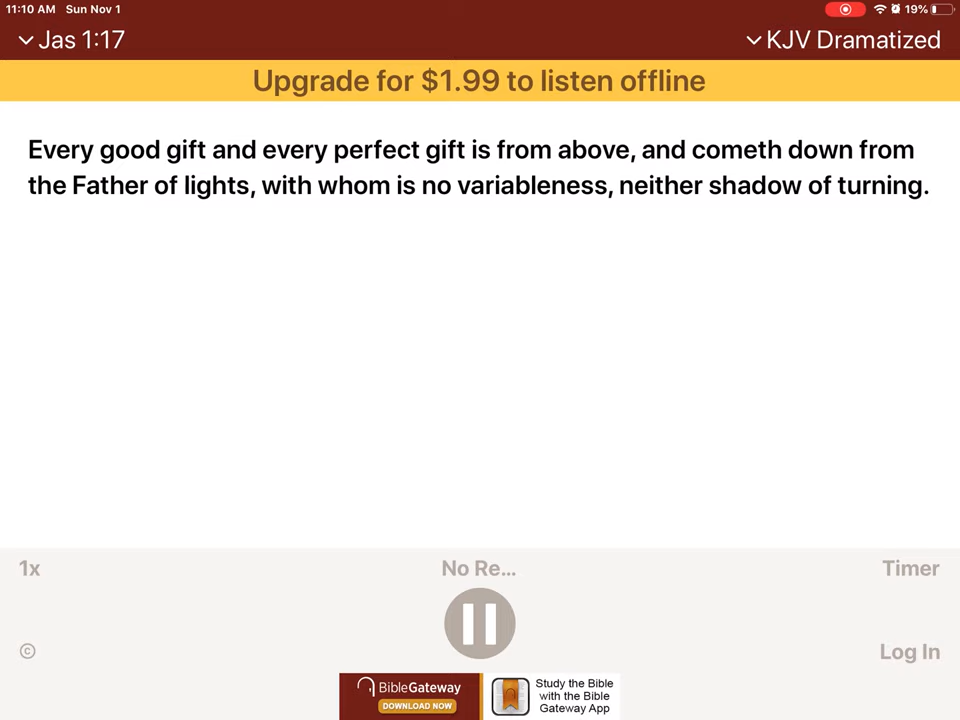 11:10 AM Sun Nov 1
19%
Jas 1:17
KJV Dramatized
Upgrade for $1.99 to listen offline
Every good gift and every perfect gift is from above, and cometh down from
the Father of lights, with whom is no variableness, neither shadow of turning.
1x
No Re...
Timer
©
Log In
BibleGateway
DOWNLOAD NOW
Study the Bible
with the Bible
Gateway App